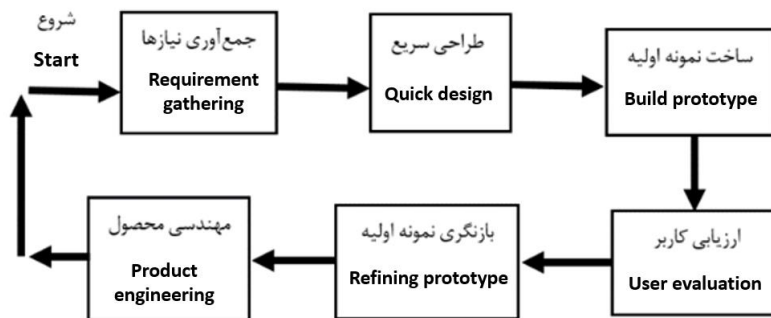 شروع
Start
جمع‌آوری نیازها
Requirement
gathering
طراحی سریع
Quick design
ساخت نمونه اولیه
Build prototype
ارزیابی کاربر
User evaluation
بازنگری نمونه اولیه
Refining prototype
مهندسی محصول
Product
engineering